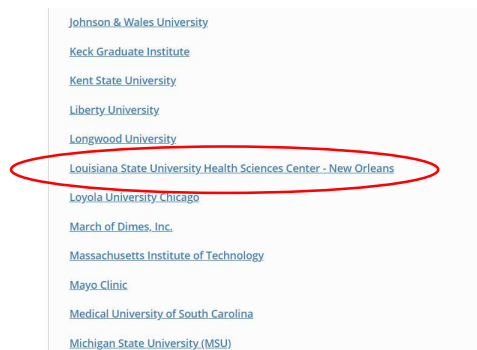 Johnson & Wales University
Keck Graduate Institute
Kent State University
Liberty University
Longwood University
Louisiana State University Health Sciences Center - New Orleans
Loyola University Chicago
March of Dimes, Inc.
Massachusetts Institute of Technology
Mayo Clinic
Medical University of South Carolina
Michigan State University (MSU)